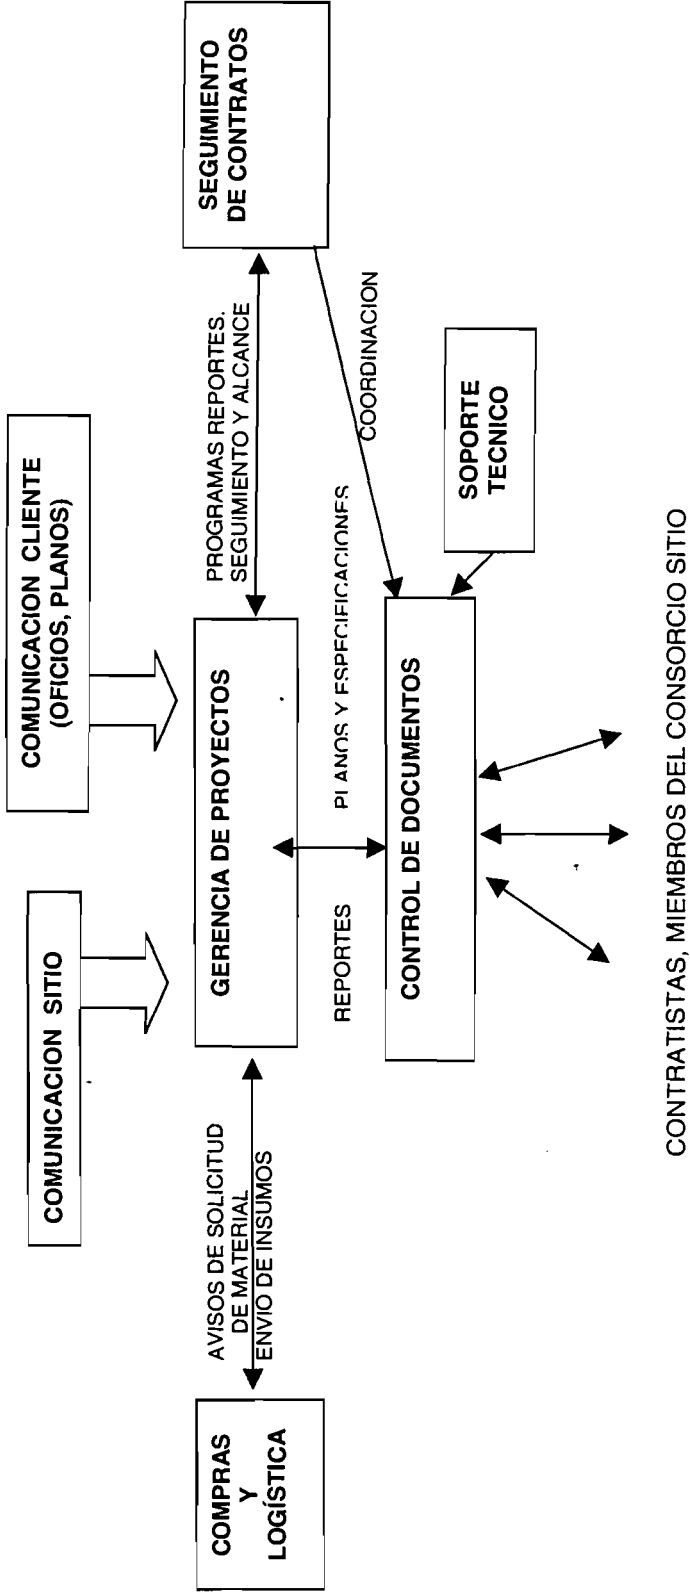 COMUNICACION SITIO
COMUNICACION CLIENTE
(OFICIOS, PLANOS)
COMPRAS
Y
LOGÍSTICA
AVISOS DE SOLICITUD
DE MATERIAL
ENVIO DE INSUMOS
GERENCIA DE PROYECTOS
PROGRAMAS REPORTES.
SEGUIMIENTO Y ALCANCE
SEGUIMIENTO
DE CONTRATOS
REPORTES
PLANOS Y ESPECIFICACIONES
COORDINACION
CONTROL DE DOCUMENTOS
SOPORTE
TECNICO
CONTRATISTAS, MIEMBROS DEL CONSORCIO SITIO